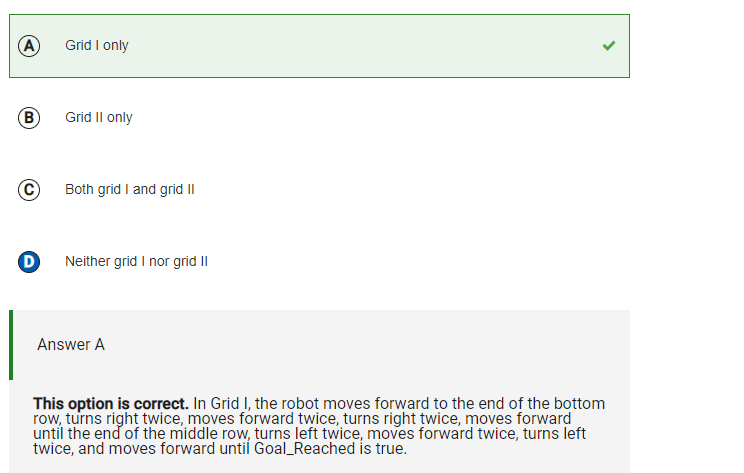 A Grid I only
B Grid II only
C Both grid I and grid II
D Neither grid I nor grid II
Answer A
This option is correct. In Grid I, the robot moves forward to the end of the bottom
row, turns right twice, moves forward twice, turns right twice, moves forward
until the end of the middle row, turns left twice, moves forward twice, turns left
twice, and moves forward until Goal_Reached is true.